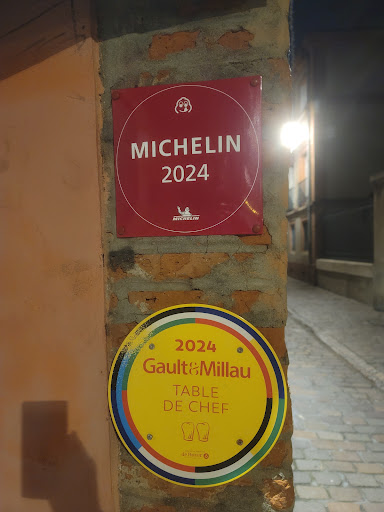 MICHELIN
2024
MICHELIN
2024
Gault&Millau
TABLE
DE CHEF